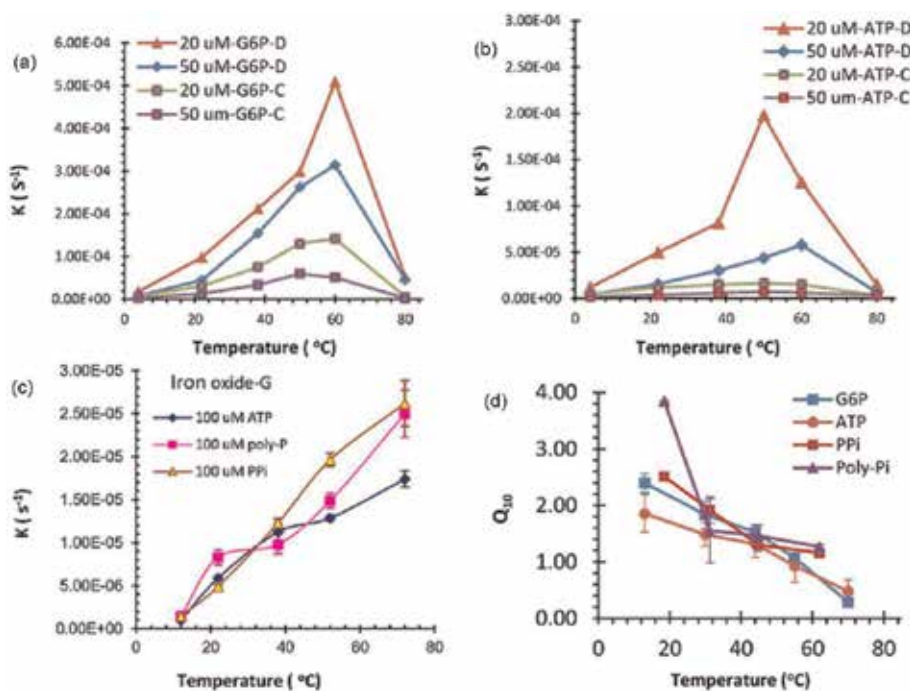 (a)
20 uM-G6P-D
50 uM-G6P-D
20 uM-G6P-C
50 um-G6P-C
6.00E-04
5.00E-04
4.00E-04
3.00E-04
2.00E-04
1.00E-04
0.00E+00
K ( S-1)
0 20 40 60 80
Temperature ( °C)
(b)
20 uM-ATP-D
50 uM-ATP-D
20 uM-ATP-C
50 um-ATP-C
3.00E-04
2.50E-04
2.00E-04
1.50E-04
1.00E-04
5.00E-05
0.00E+00
K ( S-1)
0 20 40 60 80
Temperature ( °C)
(c)
Iron oxide-G
100 uM ATP
100 uM poly-P
100 uM PPi
3.00E-05
2.50E-05
2.00E-05
1.50E-05
1.00E-05
5.00E-06
0.00E+00
K ( s-1)
0 20 40 60 80
Temperature ( °C)
(d)
G6P
ATP
PPi
Poly-Pi
4.00
3.00
2.00
1.00
0.00
Q10
0 20 40 60 80
Temperature(°C)